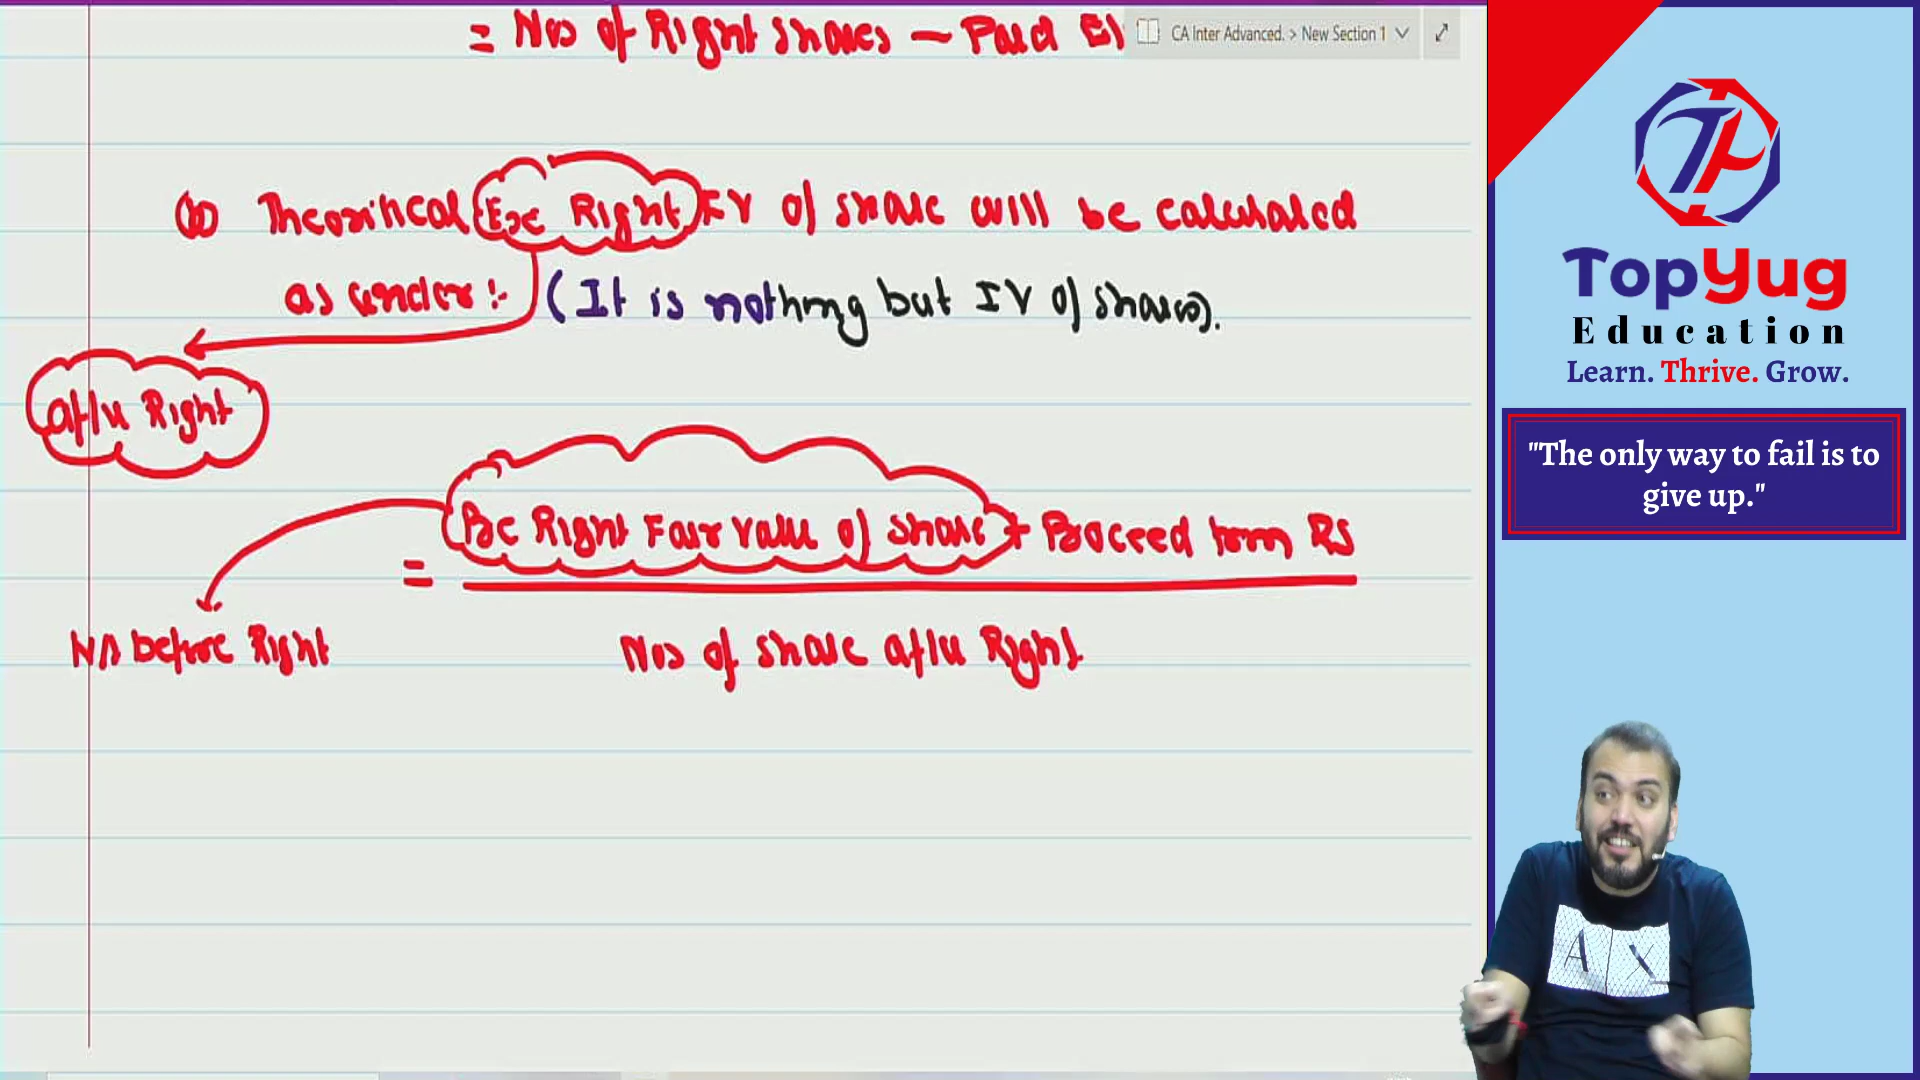 = Nos of Right Shares – Paid
CA Inter Advanced. > New Section 1
Theoritical Ex Right FV of share will be calculated
as under :- (It is nothing but IV of shares).
after Right
Right Fair Value of Share + Proceed from RS
=
NA before Right
Nos of share after Right
TopYug
Education
Learn. Thrive. Grow.
"The only way to fail is to
give up."
A X